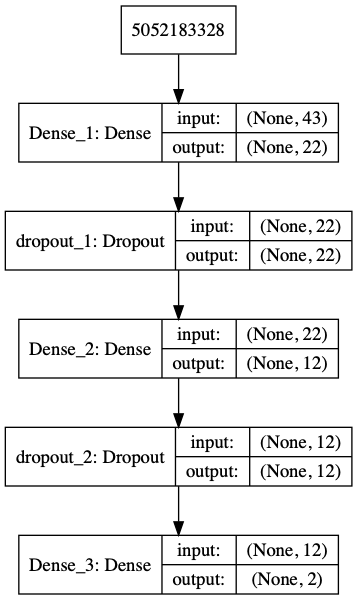 5052183328
Dense_1: Dense
input: (None, 43)
output: (None, 22)
dropout_1: Dropout
input: (None, 22)
output: (None, 22)
Dense_2: Dense
input: (None, 22)
output: (None, 12)
dropout_2: Dropout
input: (None, 12)
output: (None, 12)
Dense_3: Dense
input: (None, 12)
output: (None, 2)